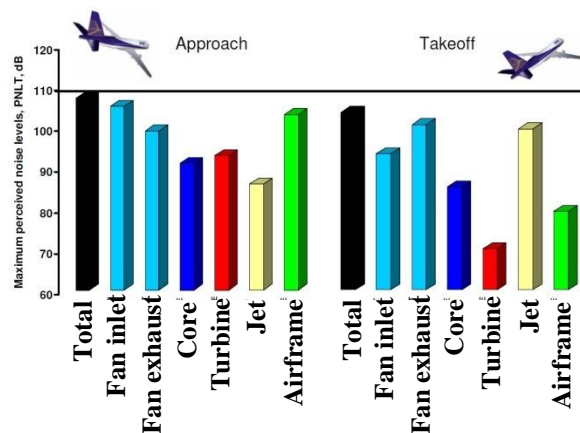 Approach
Takeoff
Maximum perceived noise levels, PNLT, dB
120
110
100
90
80
70
60
Total
Fan inlet
Fan exhaust
Core
Turbine
Jet
Airframe
Total
Fan inlet
Fan exhaust
Core
Turbine
Jet
Airframe